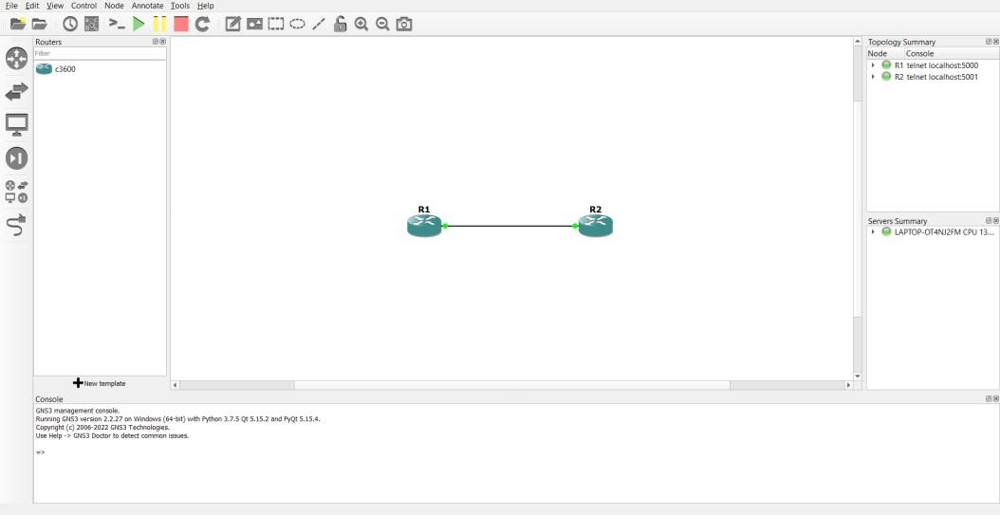 File Edit View Control Node Annotate Tools Help
Routers
Filter
c3600
New template
R1
R2
Topology Summary
Node Console
R1 telnet localhost:5000
R2 telnet localhost:5001
Servers Summary
LAPTOP-OT4NJ2FM CPU 13....
Console
GNS3 management console.
Running GNS3 version 2.2.27 on Windows (64-bit) with Python 3.7.5 Qt 5.15.2 and PyQt 5.15.4.
Copyright (c) 2006-2022 GNS3 Technologies.
Use Help -> GNS3 Doctor to detect common issues.
=>